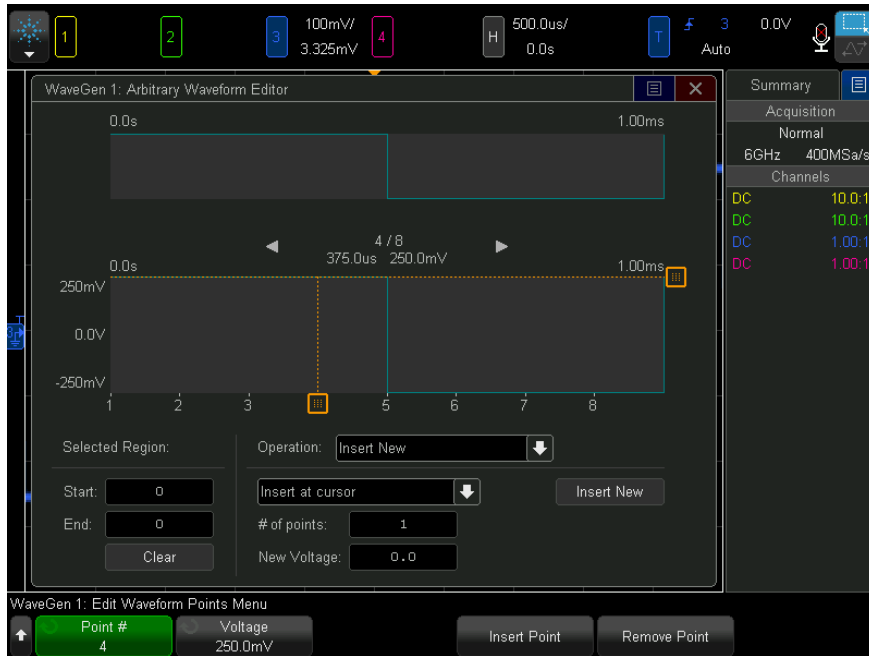 1
2
3
100mV/
3.325mV
4
H
500.0us/
0.0s
T
3
0.0V
Auto
WaveGen 1: Arbitrary Waveform Editor
Summary
Acquisition
Normal
6GHz 400MSa/s
Channels
DC 10.0:1
DC 10.0:1
DC 1.00:1
DC 1.00:1
0.0s 1.00ms
4 / 8
375.0us 250.0mV
0.0s 1.00ms
250mV
0.0V
-250mV
1 2 3 5 6 7 8
Selected Region:
Start: 0
End: 0
Clear
Operation: Insert New
Insert at cursor
Insert New
# of points: 1
New Voltage: 0.0
WaveGen 1: Edit Waveform Points Menu
Point #
4
Voltage
250.0mV
Insert Point
Remove Point